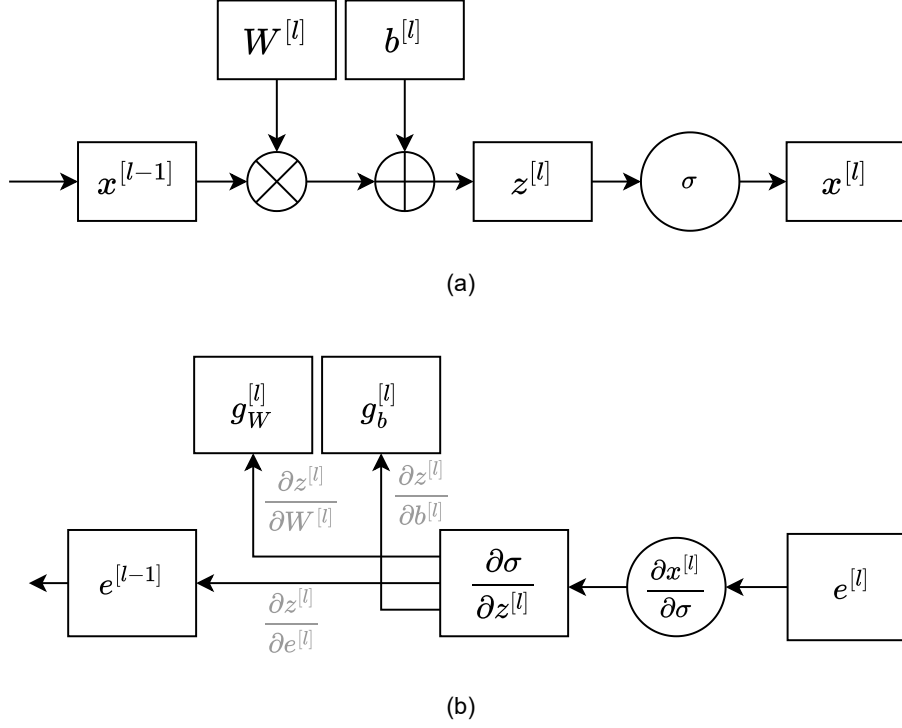 W^{[l]} b^{[l]}
x^{[l-1]} z^{[l]} σ x^{[l]}
(a)
g_W^{[l]} g_b^{[l]}
∂z^{[l]}/∂W^{[l]} ∂z^{[l]}/∂b^{[l]}
e^{[l-1]} ∂σ/∂z^{[l]} ∂x^{[l]}/∂σ e^{[l]}
∂z^{[l]}/∂e^{[l]}
(b)